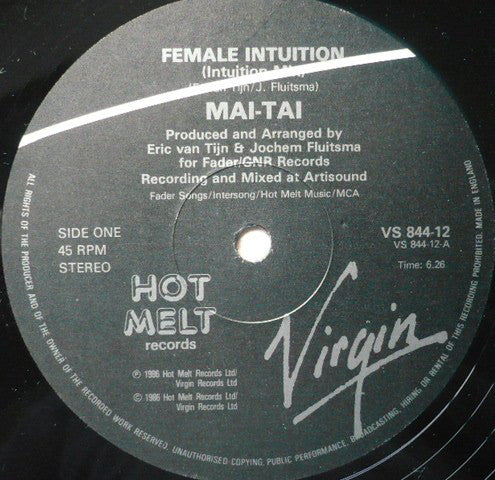 FEMALE INTUITION
(Intuition Mix)
Tijn/J. Fluitsma)
MAI-TAI
Produced and Arranged by
Eric van Tijn & Jochem Fluitsma
for Fader/GNR Records
Recording and Mixed at Artisound
Fader Songs/Intersong/Hot Melt Music/MCA
SIDE ONE
45 RPM
STEREO
VS 844-12
VS 844-12-A
Time: 6.26
HOT
MELT
records
Virgin
℗ 1986 Hot Melt Records Ltd/
Virgin Records Ltd
© 1986 Hot Melt Records Ltd/
Virgin Records Ltd
ALL RIGHTS OF THE PRODUCER AND OF THE OWNER OF THE RECORDED WORK RESERVED. UNAUTHORISED COPYING, PUBLIC PERFORMANCE, BROADCASTING, HIRING OR RENTAL OF THIS RECORDING PROHIBITED. MADE IN ENGLAND